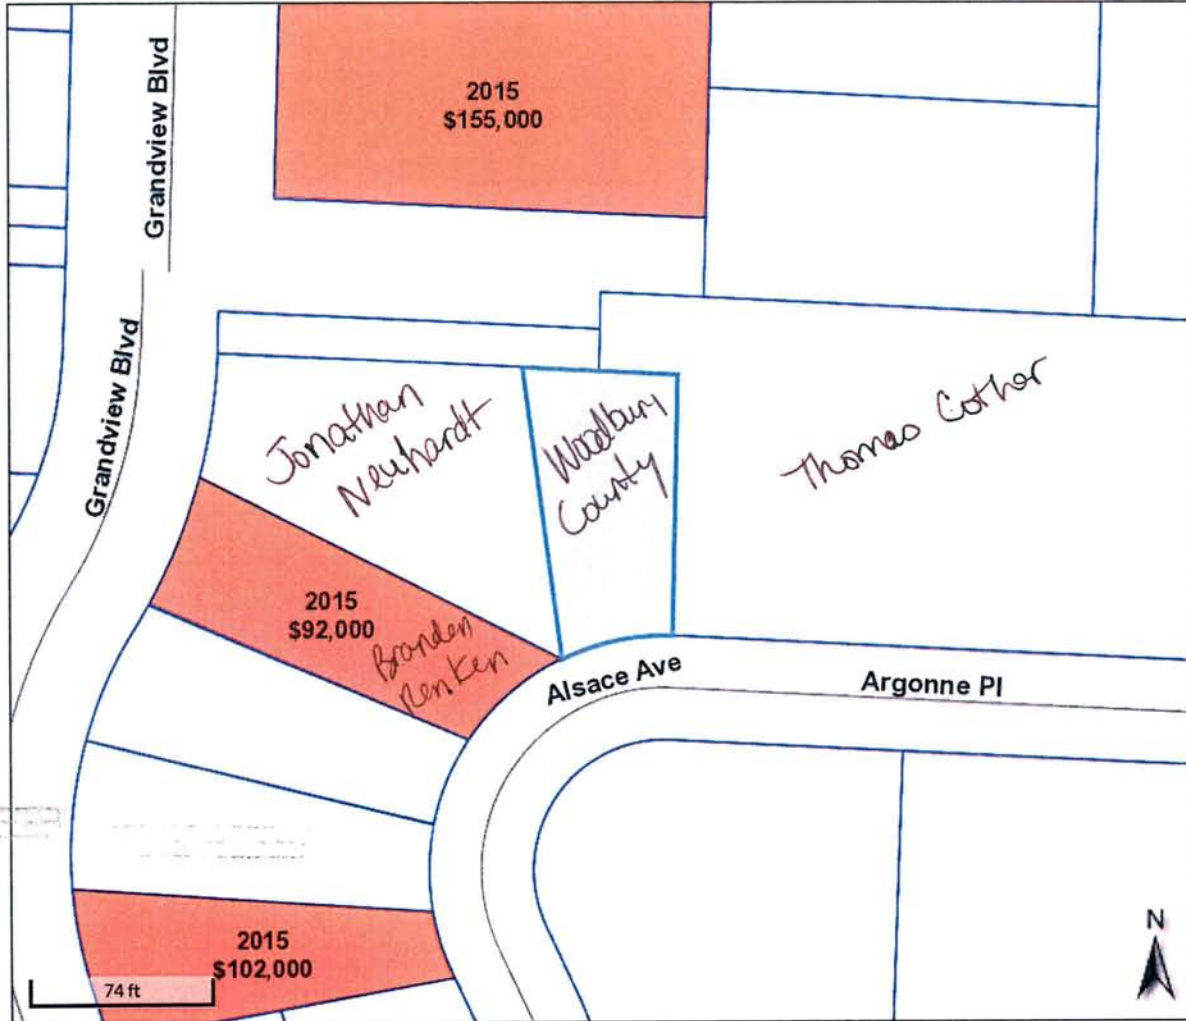 Grandview Blvd
2015
$155,000
Grandview Blvd
Jonathan
Neuhardt
Woodbury
County
Thomas Cother
2015
$92,000
Branden
Renken
Alsace Ave
Argonne Pl
2015
$102,000
74 ft
N